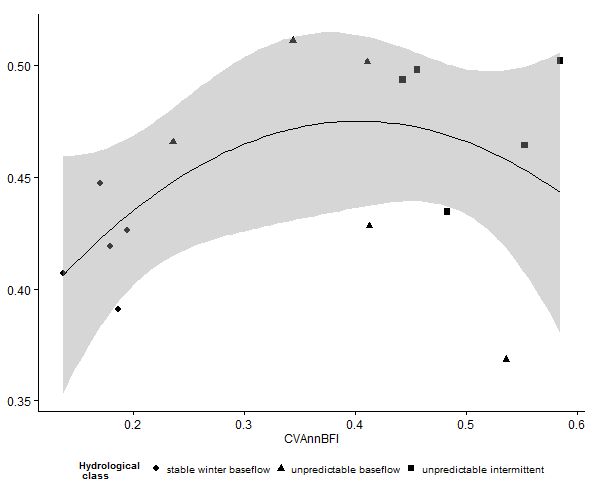 0.50
0.45
0.40
0.35
0.2 0.3 0.4 0.5 0.6
CVAnnBFI
Hydrological class
stable winter baseflow unpredictable baseflow unpredictable intermittent